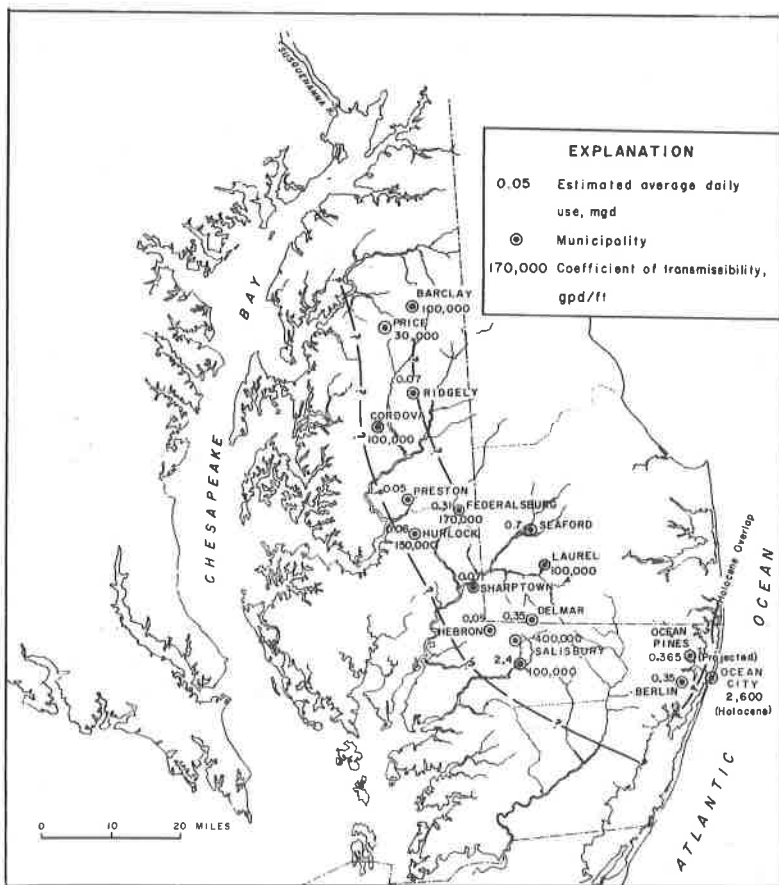 SUSQUEHANNA R
EXPLANATION
0.05 Estimated average daily
use, mgd
Municipality
170,000 Coefficient of transmissibility,
gpd/ft
CHESAPEAKE
BAY
BARCLAY
100,000
PRICE
30,000
0.07
RIDGELY
CORDOVA
100,000
0.05
PRESTON
0.31
FEDERALSBURG
170,000
0.06
HURLOCK
150,000
0.7
SEAFORD
LAUREL
100,000
SHARPTOWN
0.35
DELMAR
0.05
HEBRON
400,000
SALISBURY
2.4
100,000
Holocene Overlap
OCEAN
PINES
0.365 (Projected)
0.35
BERLIN
OCEAN
CITY
2,600
(Holocene)
ATLANTIC
OCEAN
0 10 20 MILES